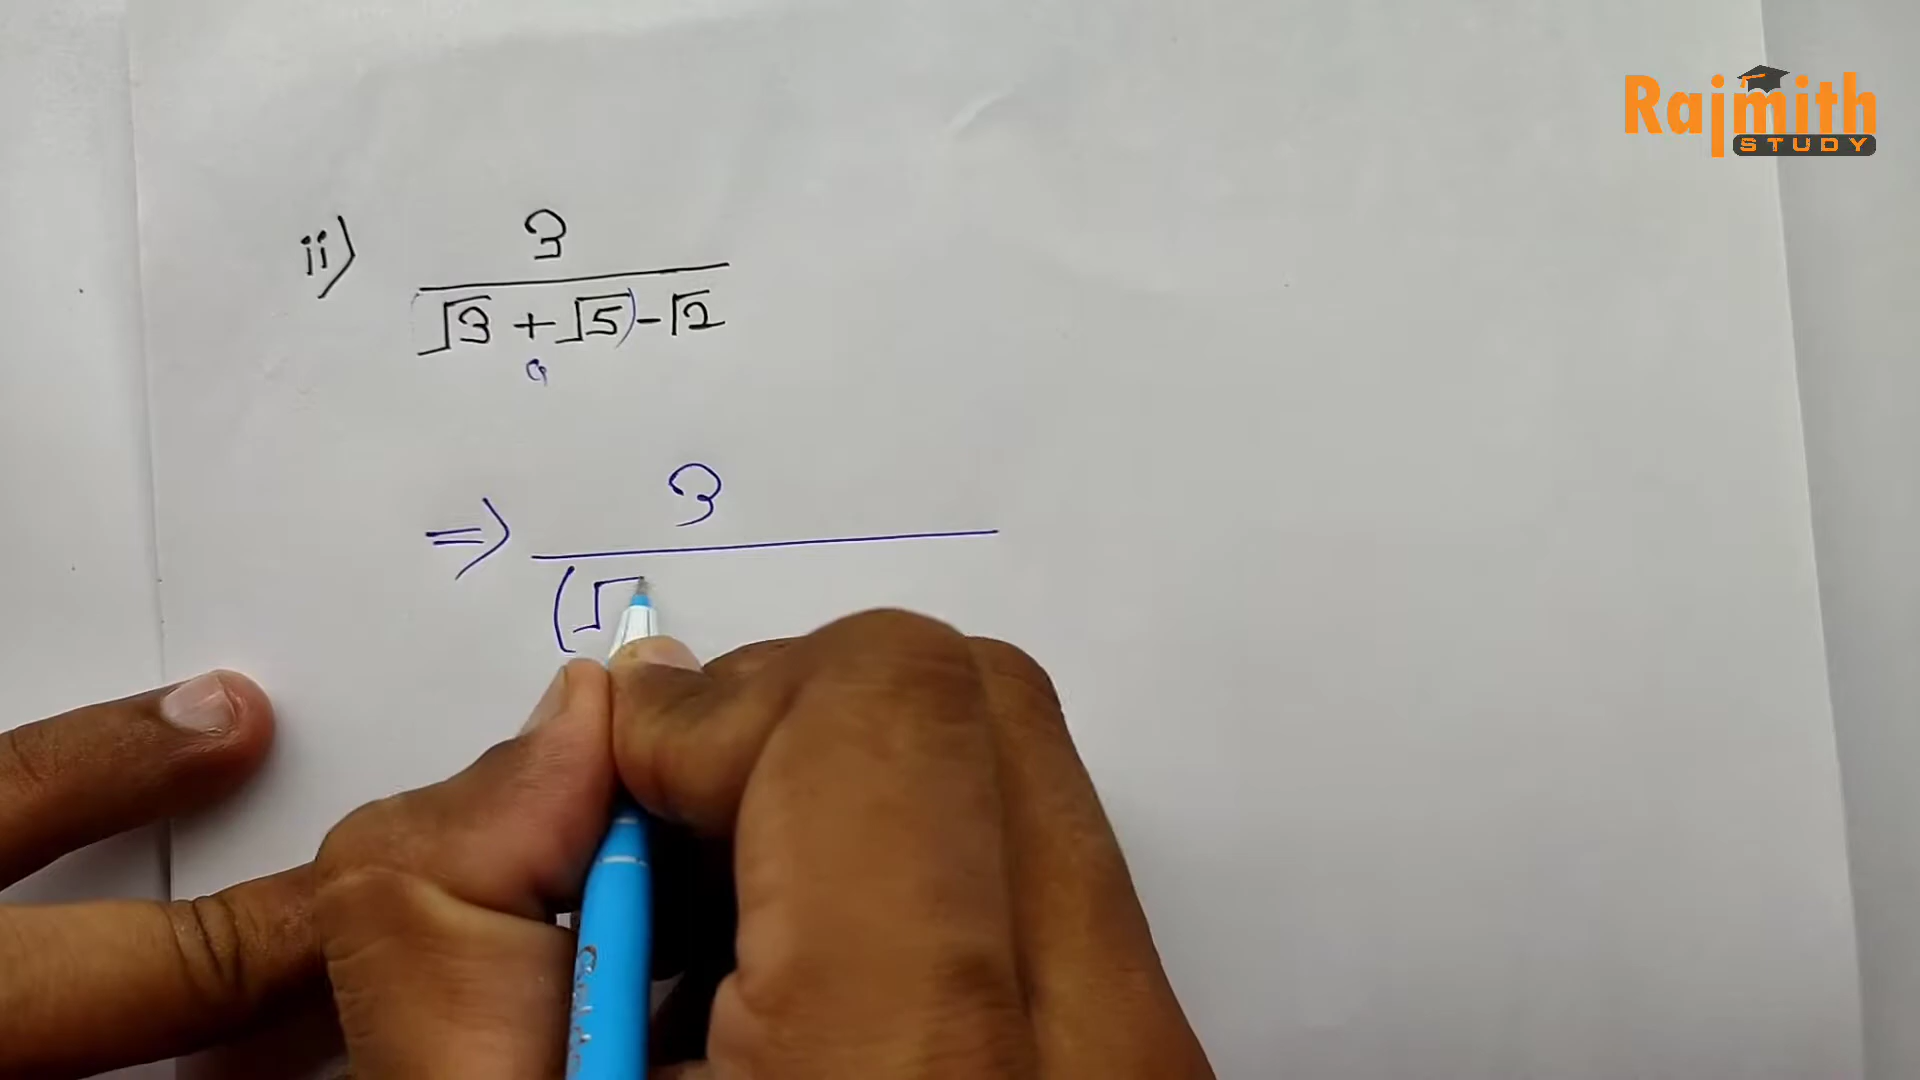 Rajmith
STUDY
ii) 3
√3 + √5) - √2
a
⇒ 3
(√